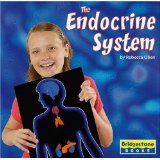 The
Endocrine
System
by Rebecca Olien
Bridgestone
BOOKS